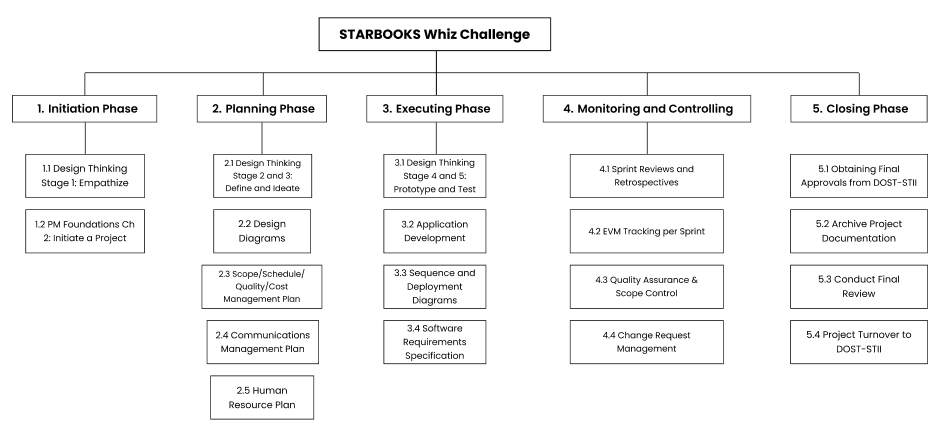 STARBOOKS Whiz Challenge
1. Initiation Phase
1.1 Design Thinking
Stage 1: Empathize
1.2 PM Foundations Ch
2: Initiate a Project
2. Planning Phase
2.1 Design Thinking
Stage 2 and 3:
Define and Ideate
2.2 Design
Diagrams
2.3 Scope/Schedule/
Quality/Cost
Management Plan
2.4 Communications
Management Plan
2.5 Human
Resource Plan
3. Executing Phase
3.1 Design Thinking
Stage 4 and 5:
Prototype and Test
3.2 Application
Development
3.3 Sequence and
Deployment
Diagrams
3.4 Software
Requirements
Specification
4. Monitoring and Controlling
4.1 Sprint Reviews and
Retrospectives
4.2 EVM Tracking per Sprint
4.3 Quality Assurance &
Scope Control
4.4 Change Request
Management
5. Closing Phase
5.1 Obtaining Final
Approvals from DOST-STII
5.2 Archive Project
Documentation
5.3 Conduct Final
Review
5.4 Project Turnover to
DOST-STII